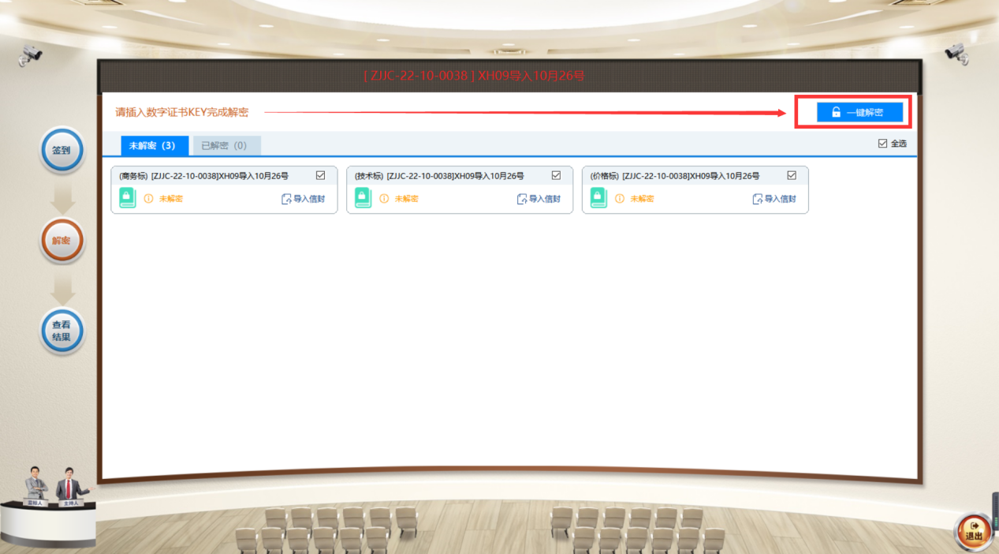 [ ZJJC-22-10-0038 ] XH09导入10月26号
请插入数字证书KEY完成解密
一键解密
未解密（3）
已解密（0）
全选
签到
解密
查看
结果
(商务标) [ZJJC-22-10-0038]XH09导入10月26号
未解密
导入信封
(技术标) [ZJJC-22-10-0038]XH09导入10月26号
未解密
导入信封
(价格标) [ZJJC-22-10-0038]XH09导入10月26号
未解密
导入信封
监标人
主持人
退出